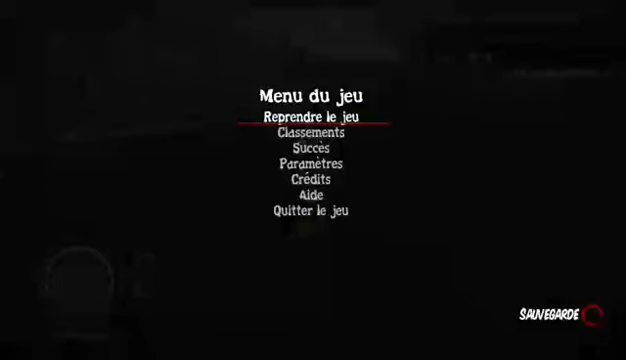 Menu du jeu
Reprendre le jeu
Classements
Succès
Paramètres
Crédits
Aide
Quitter le jeu
SAUVEGARDE